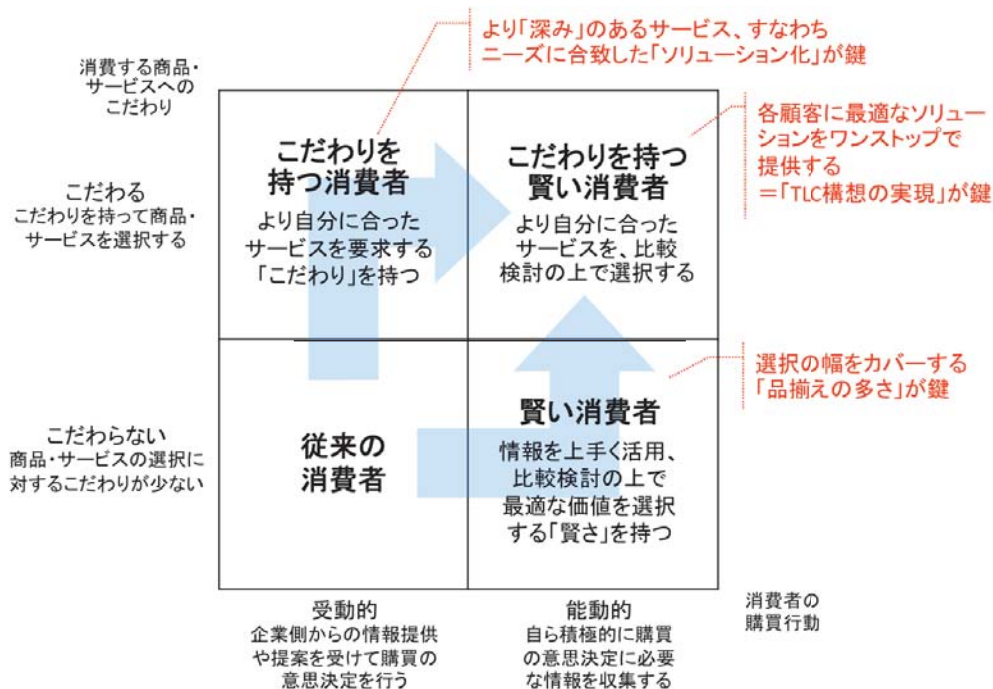 より「深み」のあるサービス、すなわち
ニーズに合致した「ソリューション化」が鍵
消費する商品・
サービスへの
こだわり
各顧客に最適なソリュー
ションをワンストップで
提供する
＝「TLC構想の実現」が鍵
こだわる
こだわりを持って商品・
サービスを選択する
こだわりを
持つ消費者
より自分に合った
サービスを要求する
「こだわり」を持つ
こだわりを持つ
賢い消費者
より自分に合った
サービスを、比較
検討の上で選択する
選択の幅をカバーする
「品揃えの多さ」が鍵
こだわらない
商品・サービスの選択に
対するこだわりが少ない
従来の
消費者
賢い消費者
情報を上手く活用、
比較検討の上で
最適な価値を選択
する「賢さ」を持つ
受動的
企業側からの情報提供
や提案を受けて購買の
意思決定を行う
能動的
自ら積極的に購買
の意思決定に必要
な情報を収集する
消費者の
購買行動